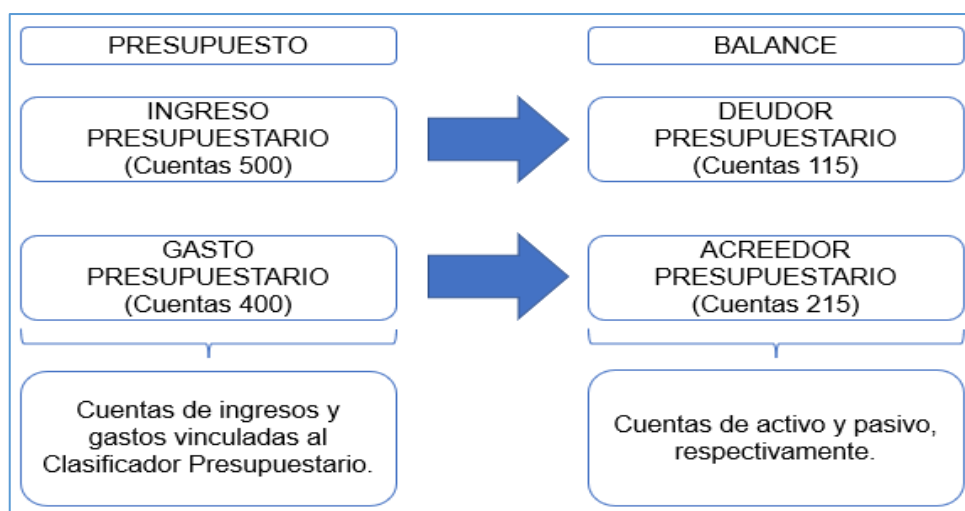 PRESUPUESTO
BALANCE
INGRESO
PRESUPUESTARIO
(Cuentas 500)
DEUDOR
PRESUPUESTARIO
(Cuentas 115)
GASTO
PRESUPUESTARIO
(Cuentas 400)
ACREEDOR
PRESUPUESTARIO
(Cuentas 215)
Cuentas de ingresos y
gastos vinculadas al
Clasificador Presupuestario.
Cuentas de activo y pasivo,
respectivamente.